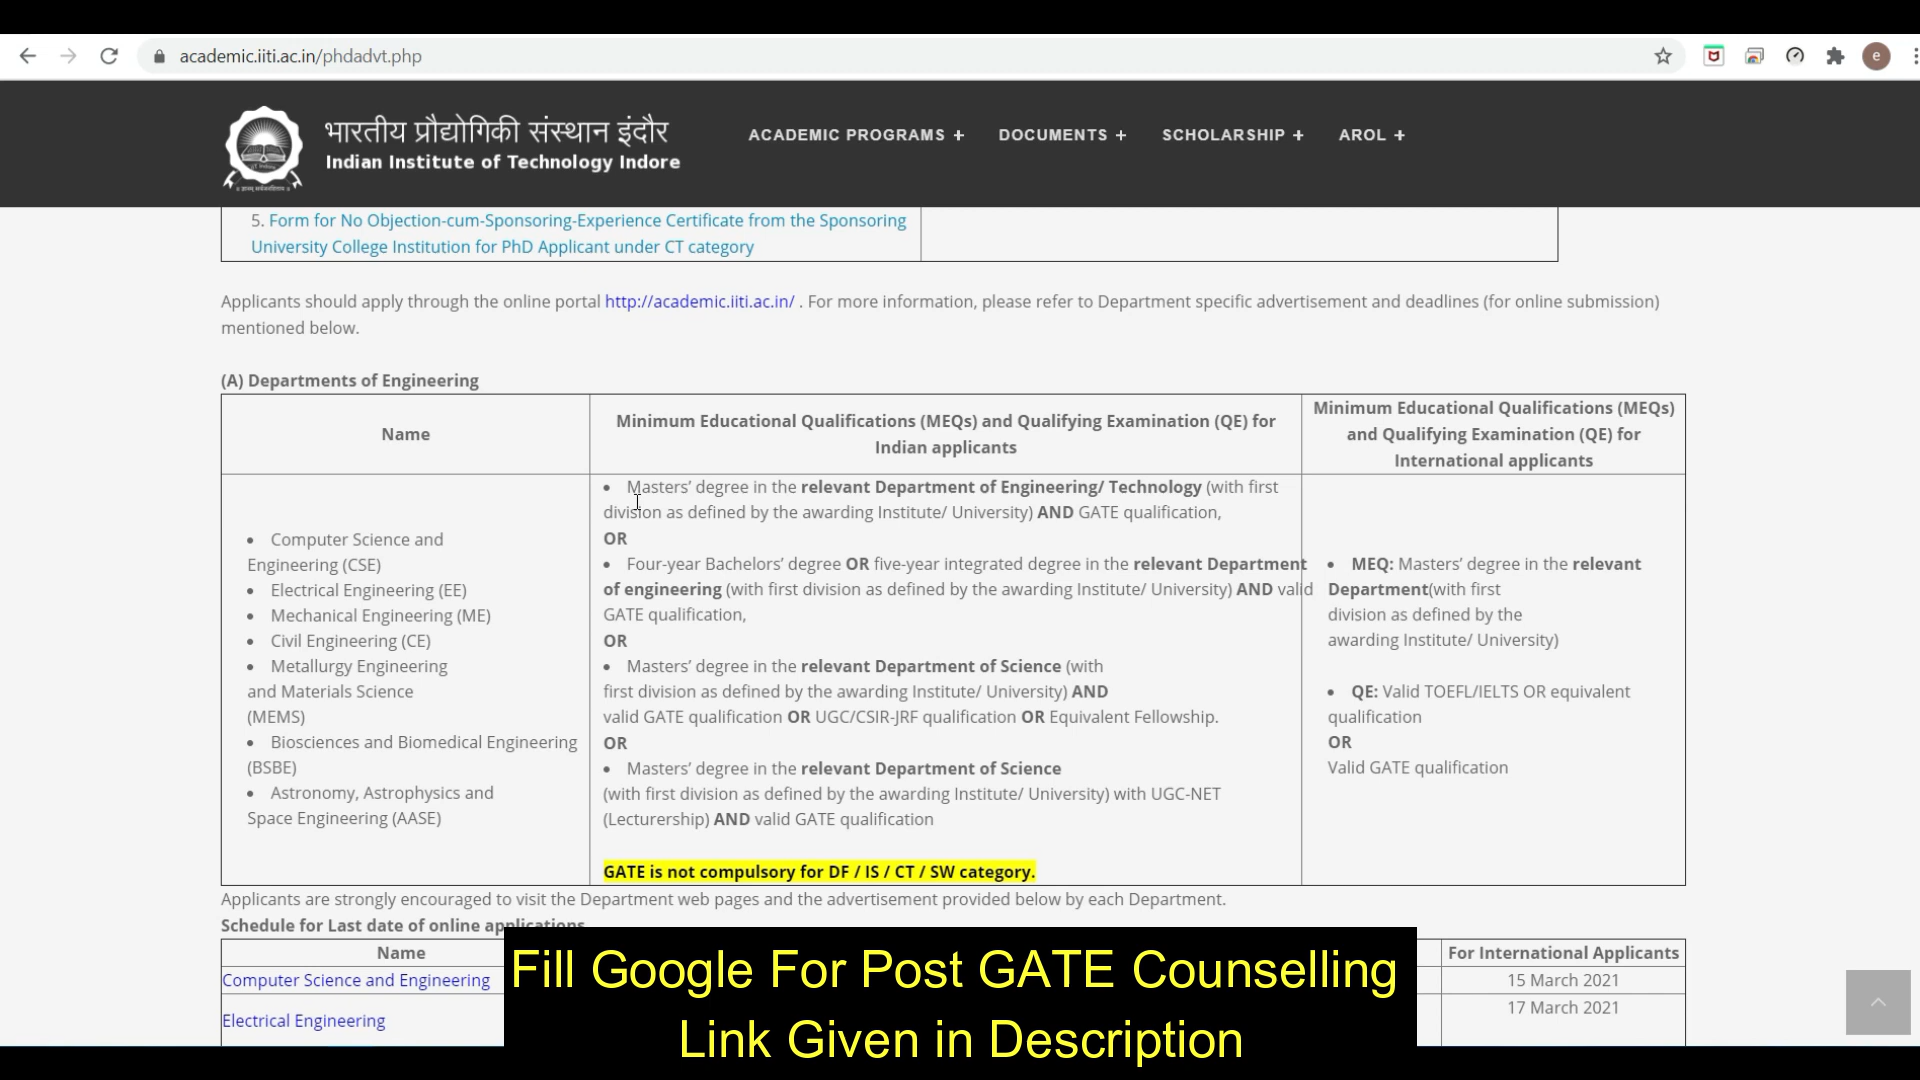 academic.iiti.ac.in/phdadvt.php
e
भारतीय प्रौद्योगिकी संस्थान इंदौर
Indian Institute of Technology Indore
ACADEMIC PROGRAMS +
DOCUMENTS +
SCHOLARSHIP +
AROL +
5. Form for No Objection-cum-Sponsoring-Experience Certificate from the Sponsoring
University College Institution for PhD Applicant under CT category
Applicants should apply through the online portal http://academic.iiti.ac.in/ . For more information, please refer to Department specific advertisement and deadlines (for online submission)
mentioned below.
(A) Departments of Engineering
Name
Minimum Educational Qualifications (MEQs) and Qualifying Examination (QE) for
Indian applicants
Minimum Educational Qualifications (MEQs)
and Qualifying Examination (QE) for
International applicants
• Computer Science and
Engineering (CSE)
• Electrical Engineering (EE)
• Mechanical Engineering (ME)
• Civil Engineering (CE)
• Metallurgy Engineering
and Materials Science
(MEMS)
• Biosciences and Biomedical Engineering
(BSBE)
• Astronomy, Astrophysics and
Space Engineering (AASE)
• Masters’ degree in the relevant Department of Engineering/ Technology (with first
division as defined by the awarding Institute/ University) AND GATE qualification,
OR
• Four-year Bachelors’ degree OR five-year integrated degree in the relevant Department
of engineering (with first division as defined by the awarding Institute/ University) AND valid
GATE qualification,
OR
• Masters’ degree in the relevant Department of Science (with
first division as defined by the awarding Institute/ University) AND
valid GATE qualification OR UGC/CSIR-JRF qualification OR Equivalent Fellowship.
OR
• Masters’ degree in the relevant Department of Science
(with first division as defined by the awarding Institute/ University) with UGC-NET
(Lecturership) AND valid GATE qualification
GATE is not compulsory for DF / IS / CT / SW category.
• MEQ: Masters’ degree in the relevant
Department(with first
division as defined by the
awarding Institute/ University)
• QE: Valid TOEFL/IELTS OR equivalent
qualification
OR
Valid GATE qualification
Applicants are strongly encouraged to visit the Department web pages and the advertisement provided below by each Department.
Schedule for Last date of online applications
Name
For International Applicants
Computer Science and Engineering
15 March 2021
Electrical Engineering
17 March 2021
Fill Google For Post GATE Counselling
Link Given in Description